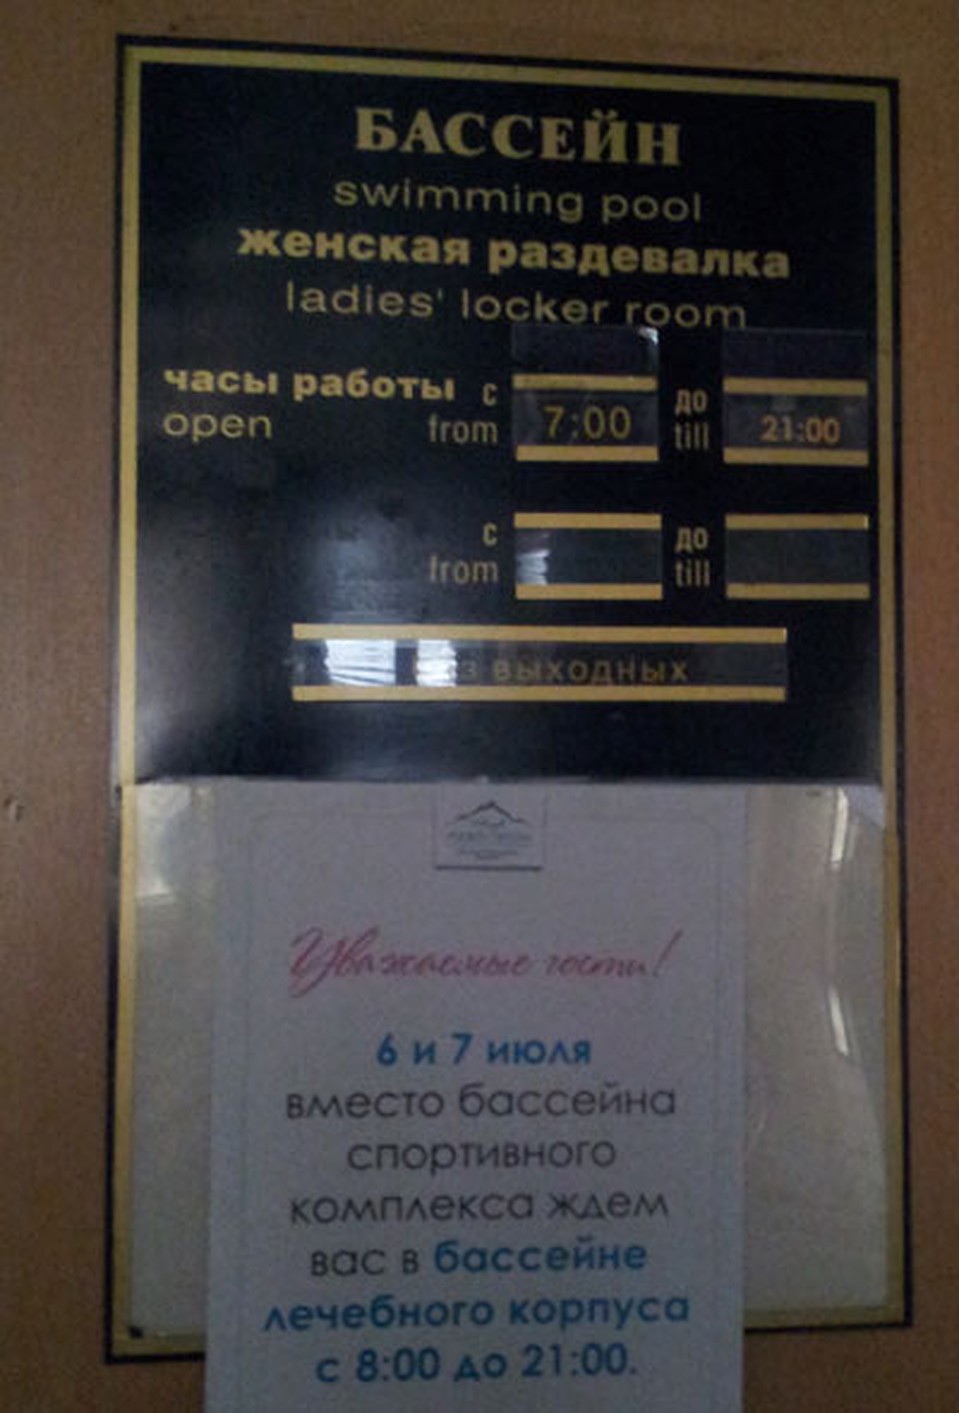 БАССЕЙН
swimming pool
женская раздевалка
ladies' locker room
часы работы с 7:00 до 21:00
open from till
с до
from till
выходных
Уважаемые гости!
6 и 7 июля
вместо бассейна
спортивного
комплекса ждем
вас в бассейне
лечебного корпуса
с 8:00 до 21:00.